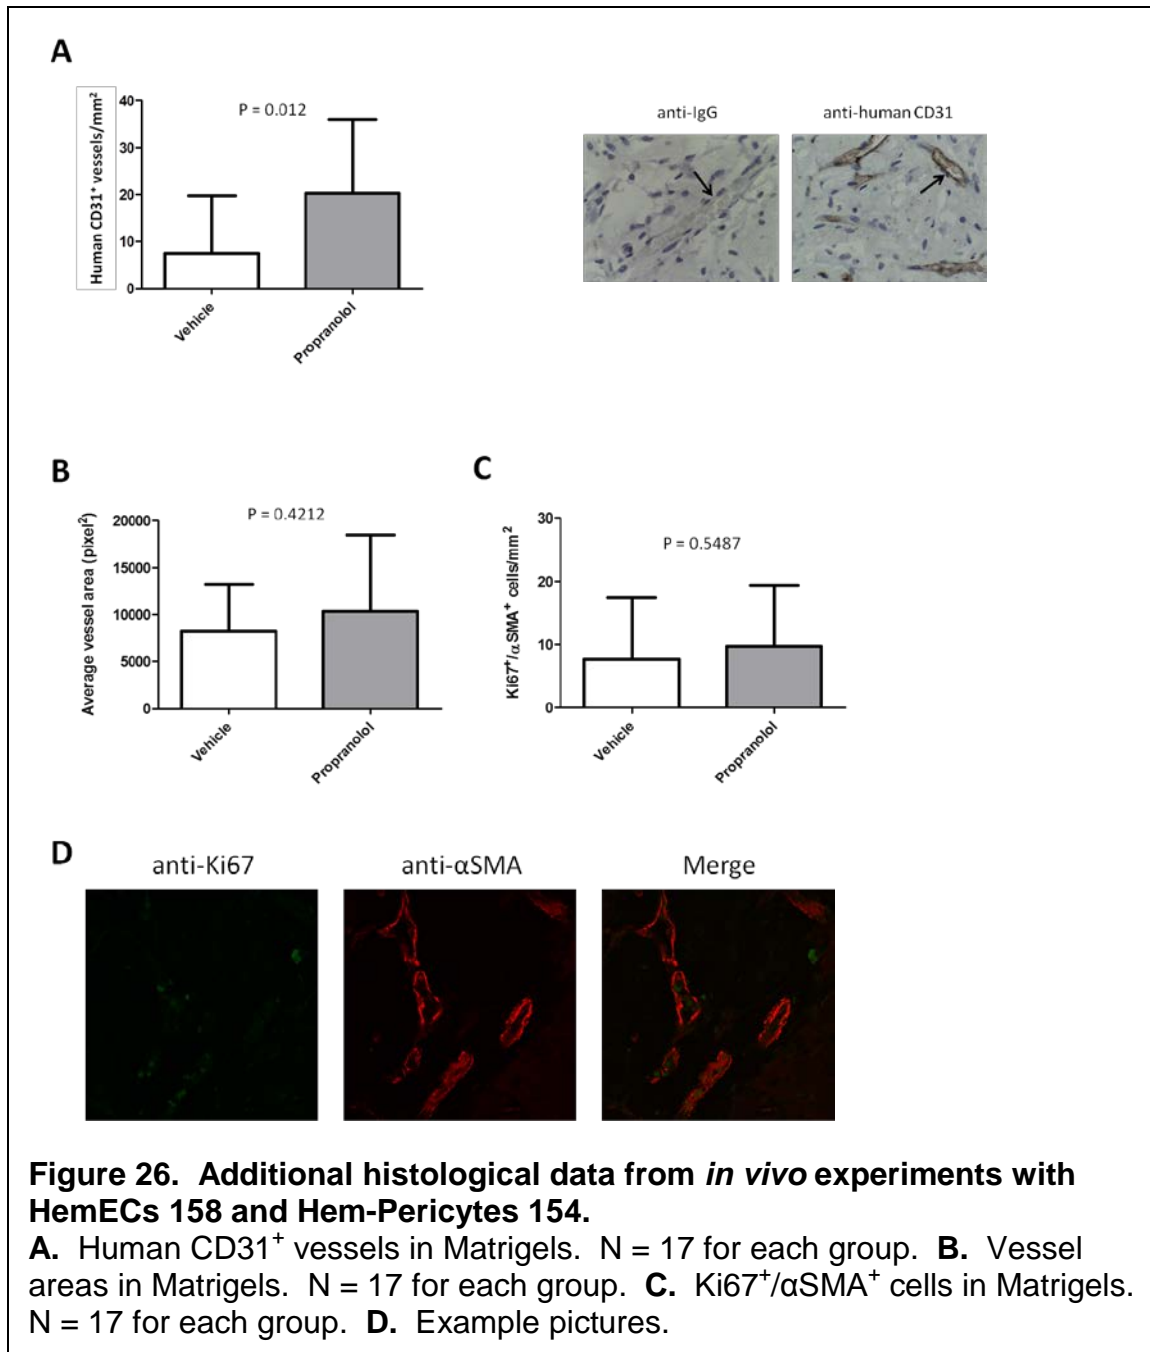 A
Human CD31⁺ vessels/mm²
40
30
20
10
0
P = 0.012
Vehicle
Propranolol
anti-IgG
anti-human CD31
B
Average vessel area (pixel²)
20000
15000
10000
5000
0
P = 0.4212
Vehicle
Propranolol
C
Ki67⁺/αSMA⁺ cells/mm²
30
20
10
0
P = 0.5487
Vehicle
Propranolol
D
anti-Ki67
anti-αSMA
Merge
Figure 26. Additional histological data from in vivo experiments with
HemECs 158 and Hem-Pericytes 154.
A. Human CD31⁺ vessels in Matrigels. N = 17 for each group. B. Vessel
areas in Matrigels. N = 17 for each group. C. Ki67⁺/αSMA⁺ cells in Matrigels.
N = 17 for each group. D. Example pictures.